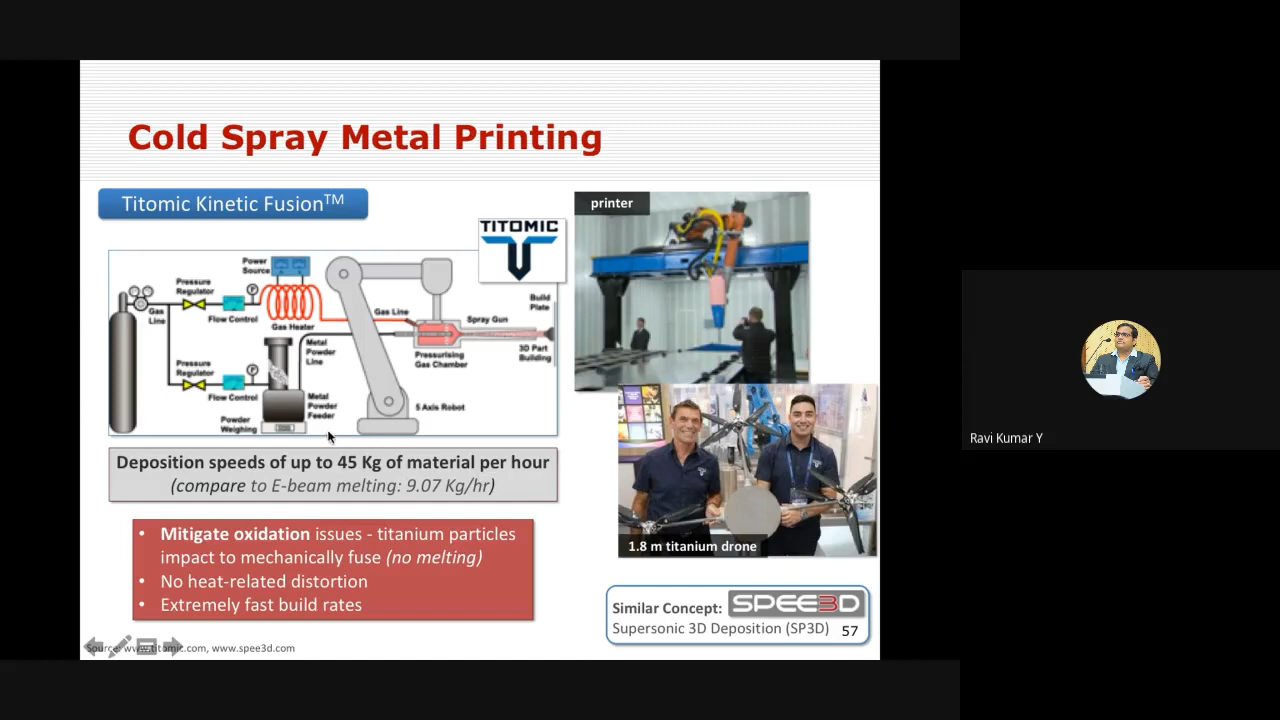 Cold Spray Metal Printing
Titomic Kinetic Fusion™
TITOMIC
Power
Source
Pressure
Regulator
Gas
Line
Flow Control
Gas Heater
Gas Line
Spray Gun
Build
Plate
Metal
Powder
Line
Pressurising
Gas Chamber
3D Part
Building
Pressure
Regulator
Flow Control
Metal
Powder
Feeder
Powder
Weighing
5 Axis Robot
printer
Deposition speeds of up to 45 Kg of material per hour
(compare to E-beam melting: 9.07 Kg/hr)
• Mitigate oxidation issues - titanium particles
impact to mechanically fuse (no melting)
• No heat-related distortion
• Extremely fast build rates
1.8 m titanium drone
Similar Concept: SPEE3D
Supersonic 3D Deposition (SP3D) 57
Source: www.titomic.com, www.spee3d.com
Ravi Kumar Y